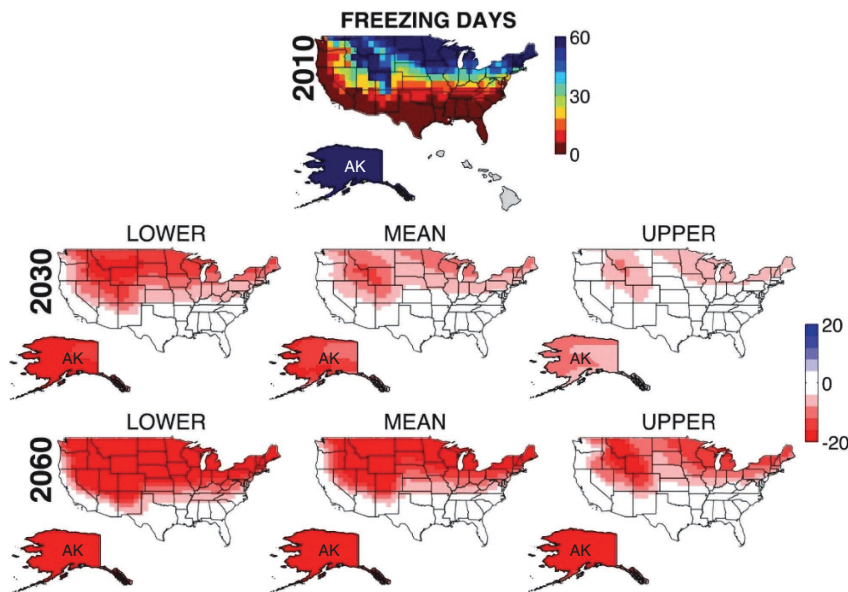 FREEZING DAYS
2010
60
30
0
AK
LOWER MEAN UPPER
2030
AK AK AK
20
0
-20
LOWER MEAN UPPER
2060
AK AK AK